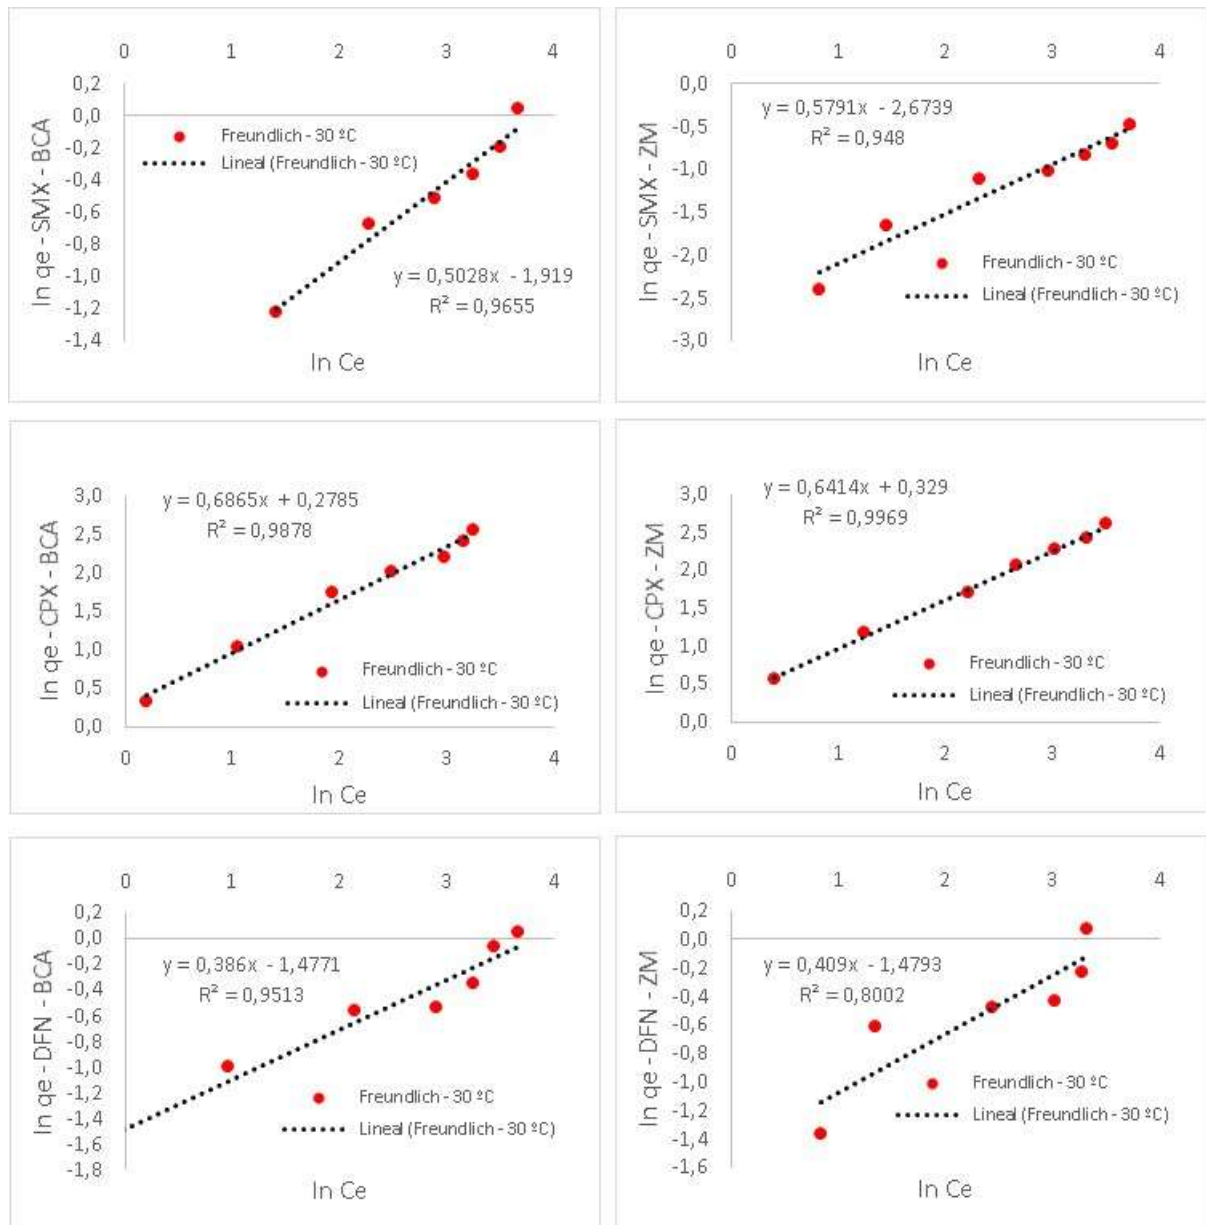 0 1 2 3 4
0,2
0,0
-0,2
-0,4
-0,6
-0,8
-1,0
-1,2
-1,4
ln qe - SMX - BCA
Freundlich - 30 ºC
Lineal (Freundlich - 30 ºC)
y = 0,5028x - 1,919
R² = 0,9655
ln Ce
0 1 2 3 4
0,0
-0,5
-1,0
-1,5
-2,0
-2,5
-3,0
ln qe - SMX - ZM
y = 0,5791x - 2,6739
R² = 0,948
Freundlich - 30 ºC
Lineal (Freundlich - 30 ºC)
ln Ce
3,0
2,5
2,0
1,5
1,0
0,5
0,0
ln qe - CPX - BCA
y = 0,6865x + 0,2785
R² = 0,9878
Freundlich - 30 ºC
Lineal (Freundlich - 30 ºC)
0 1 2 3 4
ln Ce
3,0
2,5
2,0
1,5
1,0
0,5
0,0
ln qe - CPX - ZM
y = 0,6414x + 0,329
R² = 0,9969
Freundlich - 30 ºC
Lineal (Freundlich - 30 ºC)
0 1 2 3 4
ln Ce
0 1 2 3 4
0,2
0,0
-0,2
-0,4
-0,6
-0,8
-1,0
-1,2
-1,4
-1,6
-1,8
ln qe - DFN - BCA
y = 0,386x - 1,4771
R² = 0,9513
Freundlich - 30 ºC
Lineal (Freundlich - 30 ºC)
ln Ce
0 1 2 3 4
0,2
0,0
-0,2
-0,4
-0,6
-0,8
-1,0
-1,2
-1,4
-1,6
ln qe - DFN - ZM
y = 0,409x - 1,4793
R² = 0,8002
Freundlich - 30 ºC
Lineal (Freundlich - 30 ºC)
ln Ce